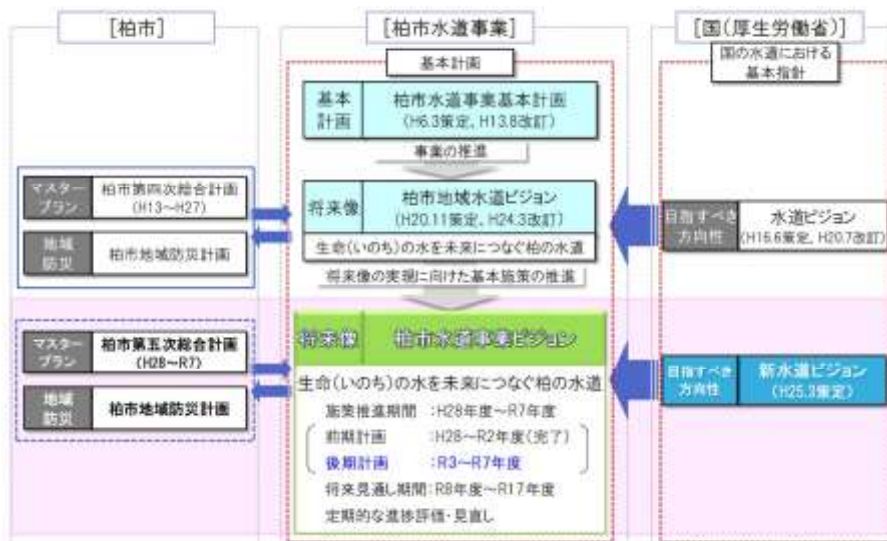 [柏市]
マスタープラン
柏市第四次総合計画
(H13～H27)
地域防災
柏市地域防災計画
マスタープラン
柏市第五次総合計画
(H28～R7)
地域防災
柏市地域防災計画
[柏市水道事業]
基本計画
基本計画
柏市水道事業基本計画
(H6.3策定、H13.8改訂)
事業の推進
将来像
柏市地域水道ビジョン
(H20.11策定、H24.3改訂)
生命(いのち)の水を未来につなぐ柏の水道
将来像の実現に向けた基本施策の推進
将来像
柏市水道事業ビジョン
生命(いのち)の水を未来につなぐ柏の水道
施策推進期間 :H28年度～R7年度
前期計画 :H28～R2年度(完了)
後期計画 :R3～R7年度
将来見通し期間:R8年度～R17年度
定期的な進捗評価・見直し
[国(厚生労働省)]
国の水道における
基本指針
目指すべき
方向性
水道ビジョン
(H16.6策定、H20.7改訂)
目指すべき
方向性
新水道ビジョン
(H25.3策定)